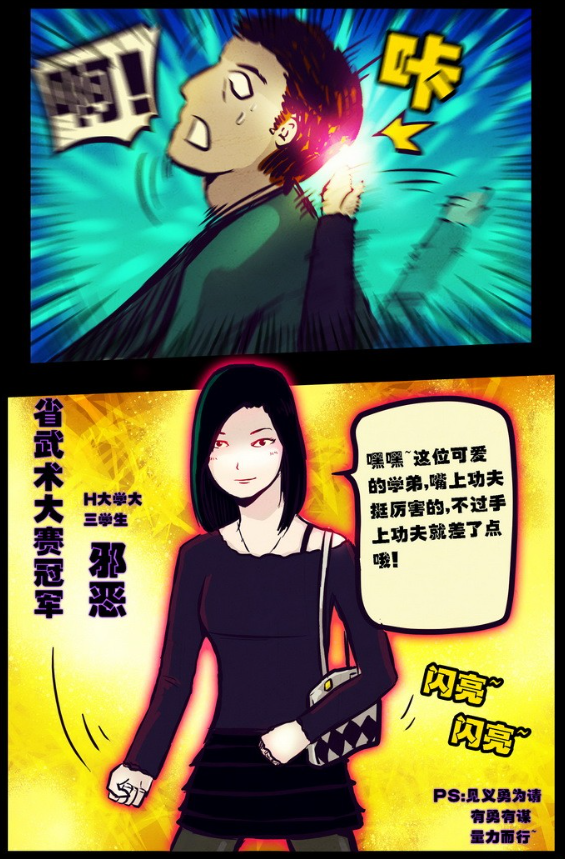 啊!
咔
省武术大赛冠军
H大学大
三学生
邪恶
嘿嘿~这位可爱
的学弟,嘴上功夫
挺厉害的,不过手
上功夫就差了点
哦!
闪亮~
闪亮~
PS:见义勇为请
有勇有谋
量力而行~